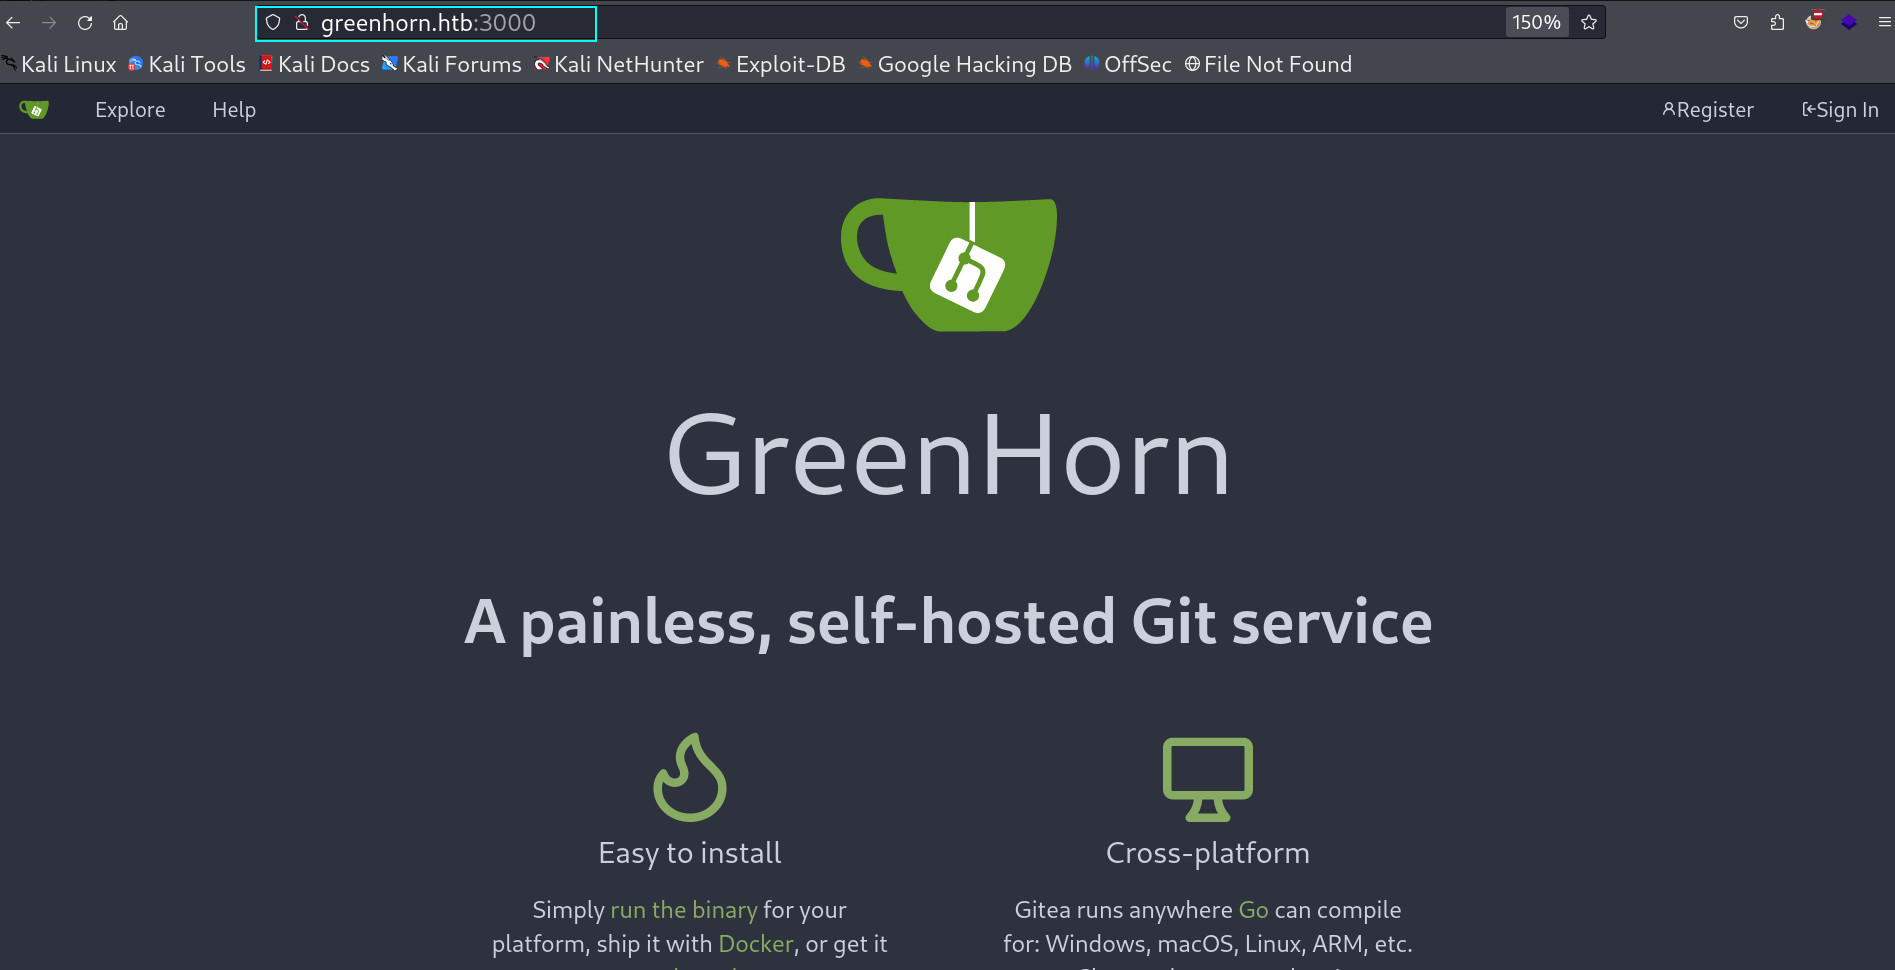 greenhorn.htb:3000 150%
Kali Linux Kali Tools Kali Docs Kali Forums Kali NetHunter Exploit-DB Google Hacking DB OffSec File Not Found
Explore Help Register Sign In
GreenHorn
A painless, self-hosted Git service
Easy to install
Simply run the binary for your
platform, ship it with Docker, or get it
Cross-platform
Gitea runs anywhere Go can compile
for: Windows, macOS, Linux, ARM, etc.